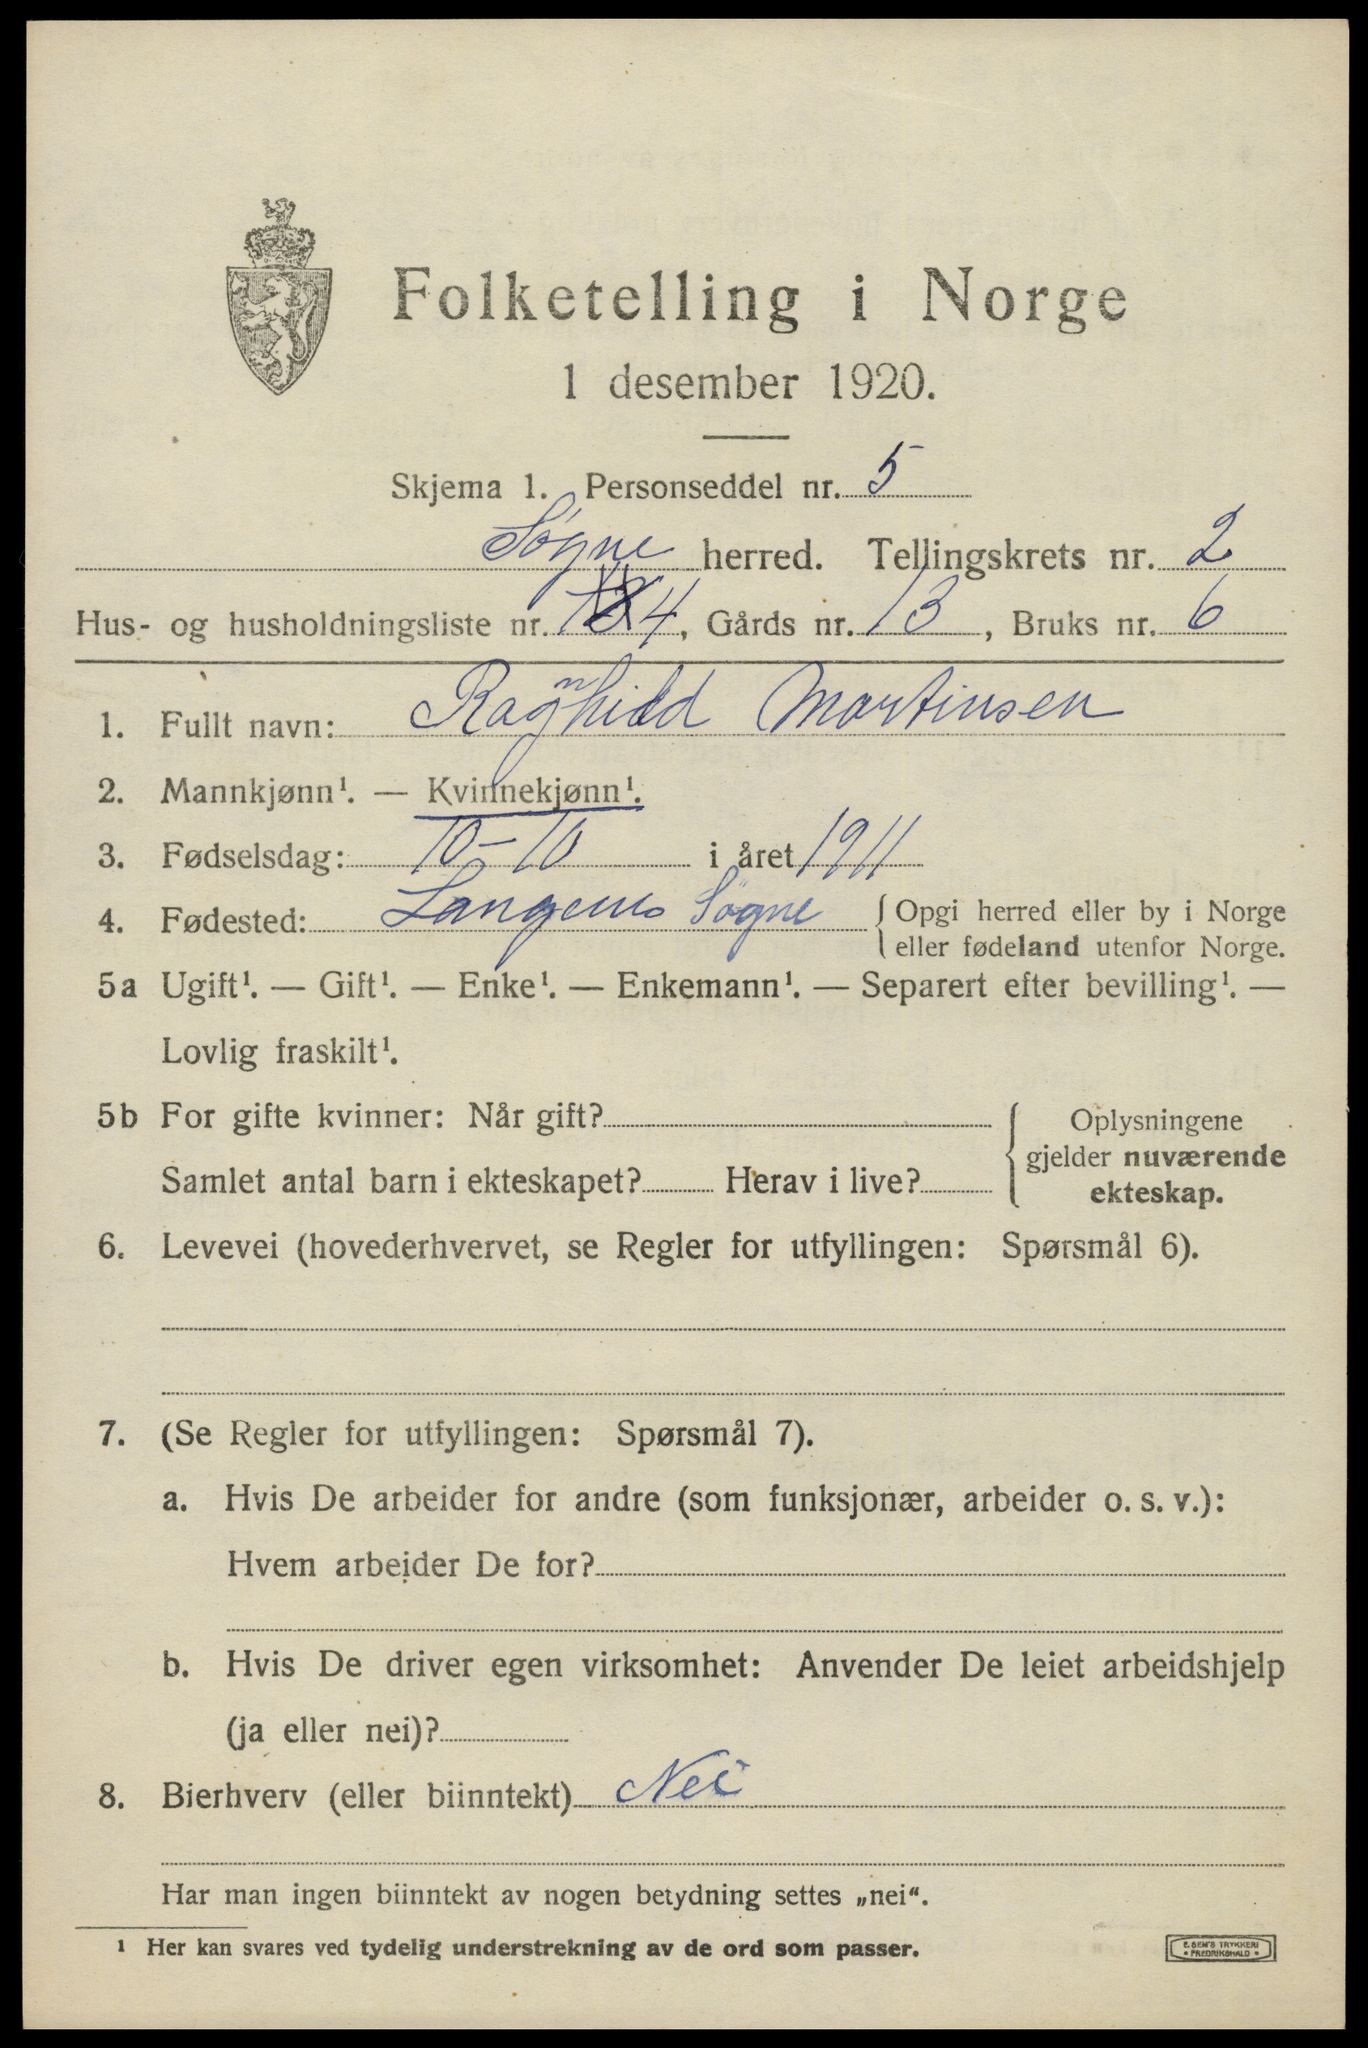 Folketelling i Norge
1 desember 1920.
Skjema 1. Personseddel nr. 5
Søgne herred. Tellingskrets nr. 2
Hus- og husholdningsliste nr. 14, Gårds nr. 13, Bruks nr. 6
1. Fullt navn: Ragnhild Martinsen
2. Mannkjønn¹. — Kvinnekjønn¹.
3. Fødselsdag: 10-10 i året 1911
4. Fødested: Langenes Søgne { Opgi herred eller by i Norge
eller fødeland utenfor Norge.
5a Ugift¹. — Gift¹. — Enke¹. — Enkemann¹. — Separert efter bevilling¹. —
Lovlig fraskilt¹.
5b For gifte kvinner: Når gift? { Oplysningene
gjelder nuværende
Samlet antal barn i ekteskapet? Herav i live? ekteskap.
6. Levevei (hovederhvervet, se Regler for utfyllingen: Spørsmål 6).
7. (Se Regler for utfyllingen: Spørsmål 7).
a. Hvis De arbeider for andre (som funksjonær, arbeider o. s. v.):
Hvem arbeider De for?
b. Hvis De driver egen virksomhet: Anvender De leiet arbeidshjelp
(ja eller nei)?
8. Bierhverv (eller biinntekt) Nei
Har man ingen biinntekt av nogen betydning settes „nei“.
¹ Her kan svares ved tydelig understrekning av de ord som passer.
E. SEM'S TRYKKERI
• FREDRIKSHALD •